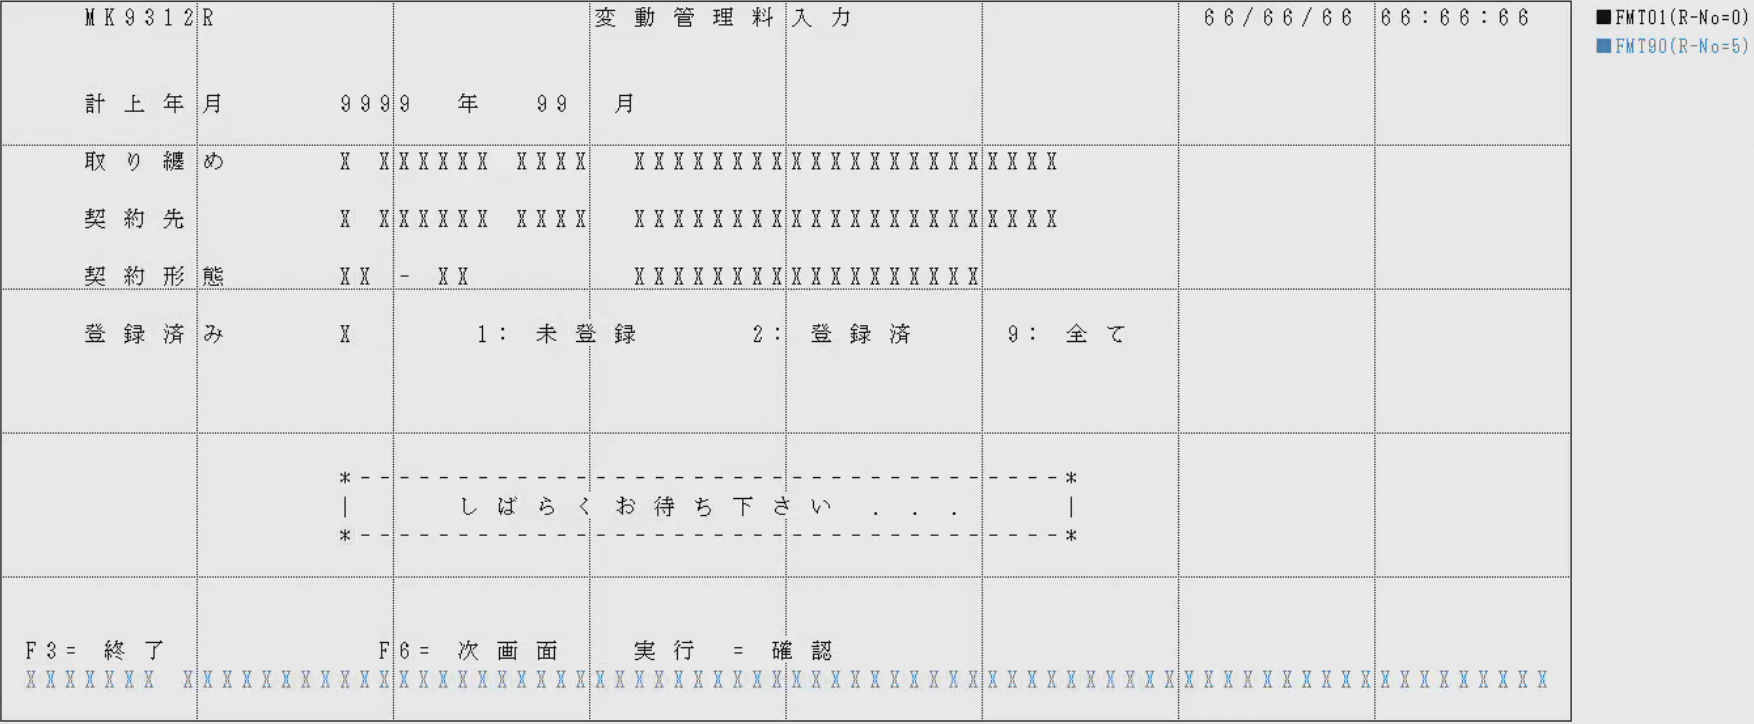 MK9312R 変動管理料入力 66/66/66 66:66:66
■FMT01(R-No=0)
■FMT90(R-No=5)
計上年月 9999 年 99 月
取り纏め X XXXXXX XXXX XXXXXXXXXXXXXXXXXXXXXX
契約先 X XXXXXX XXXX XXXXXXXXXXXXXXXXXXXXXX
契約形態 XX - XX XXXXXXXXXXXXXXXXXX
登録済み X 1: 未登録 2: 登録済 9: 全て
*------------------------------------*
| しばらくお待ち下さい . . . |
*------------------------------------*
F3= 終了 F6= 次画面 実行 = 確認
XXXXXXX XXXXXXXXXXXXXXXXXXXXXXXXXXXXXXXXXXXXXXXXXXXXXXXXXXXXXXXXXXXXXXXXXXXXXX